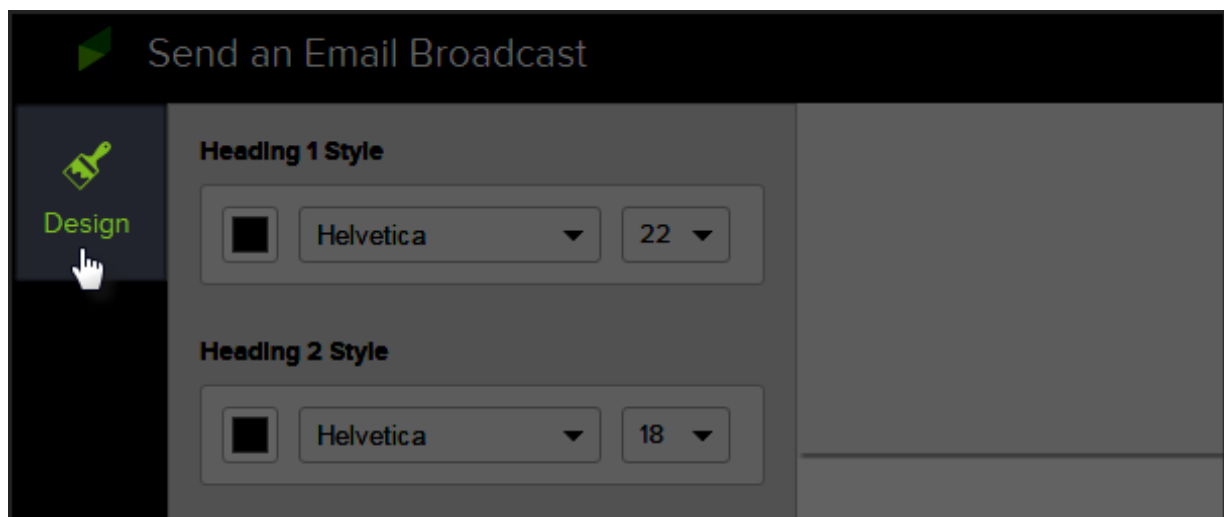 Send an Email Broadcast
Design
Heading 1 Style
Helvetica
22
Heading 2 Style
Helvetica
18